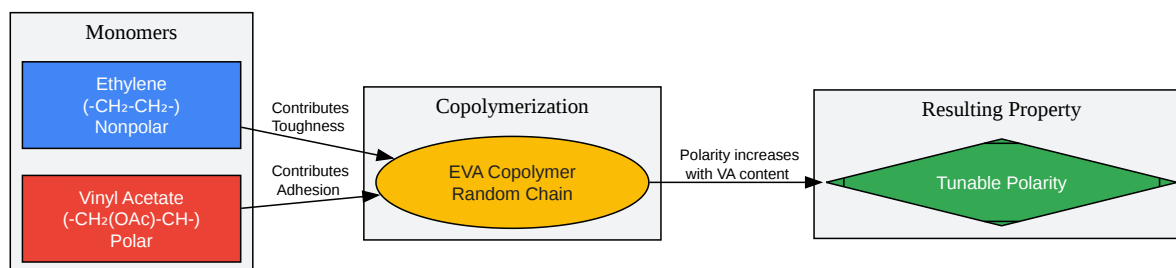 Monomers
Ethylene
(-CH₂-CH₂-)
Nonpolar
Vinyl Acetate
(-CH₂(OAc)-CH-)
Polar
Contributes
Toughness
Contributes
Adhesion
Copolymerization
EVA Copolymer
Random Chain
Polarity increases
with VA content
Resulting Property
Tunable Polarity